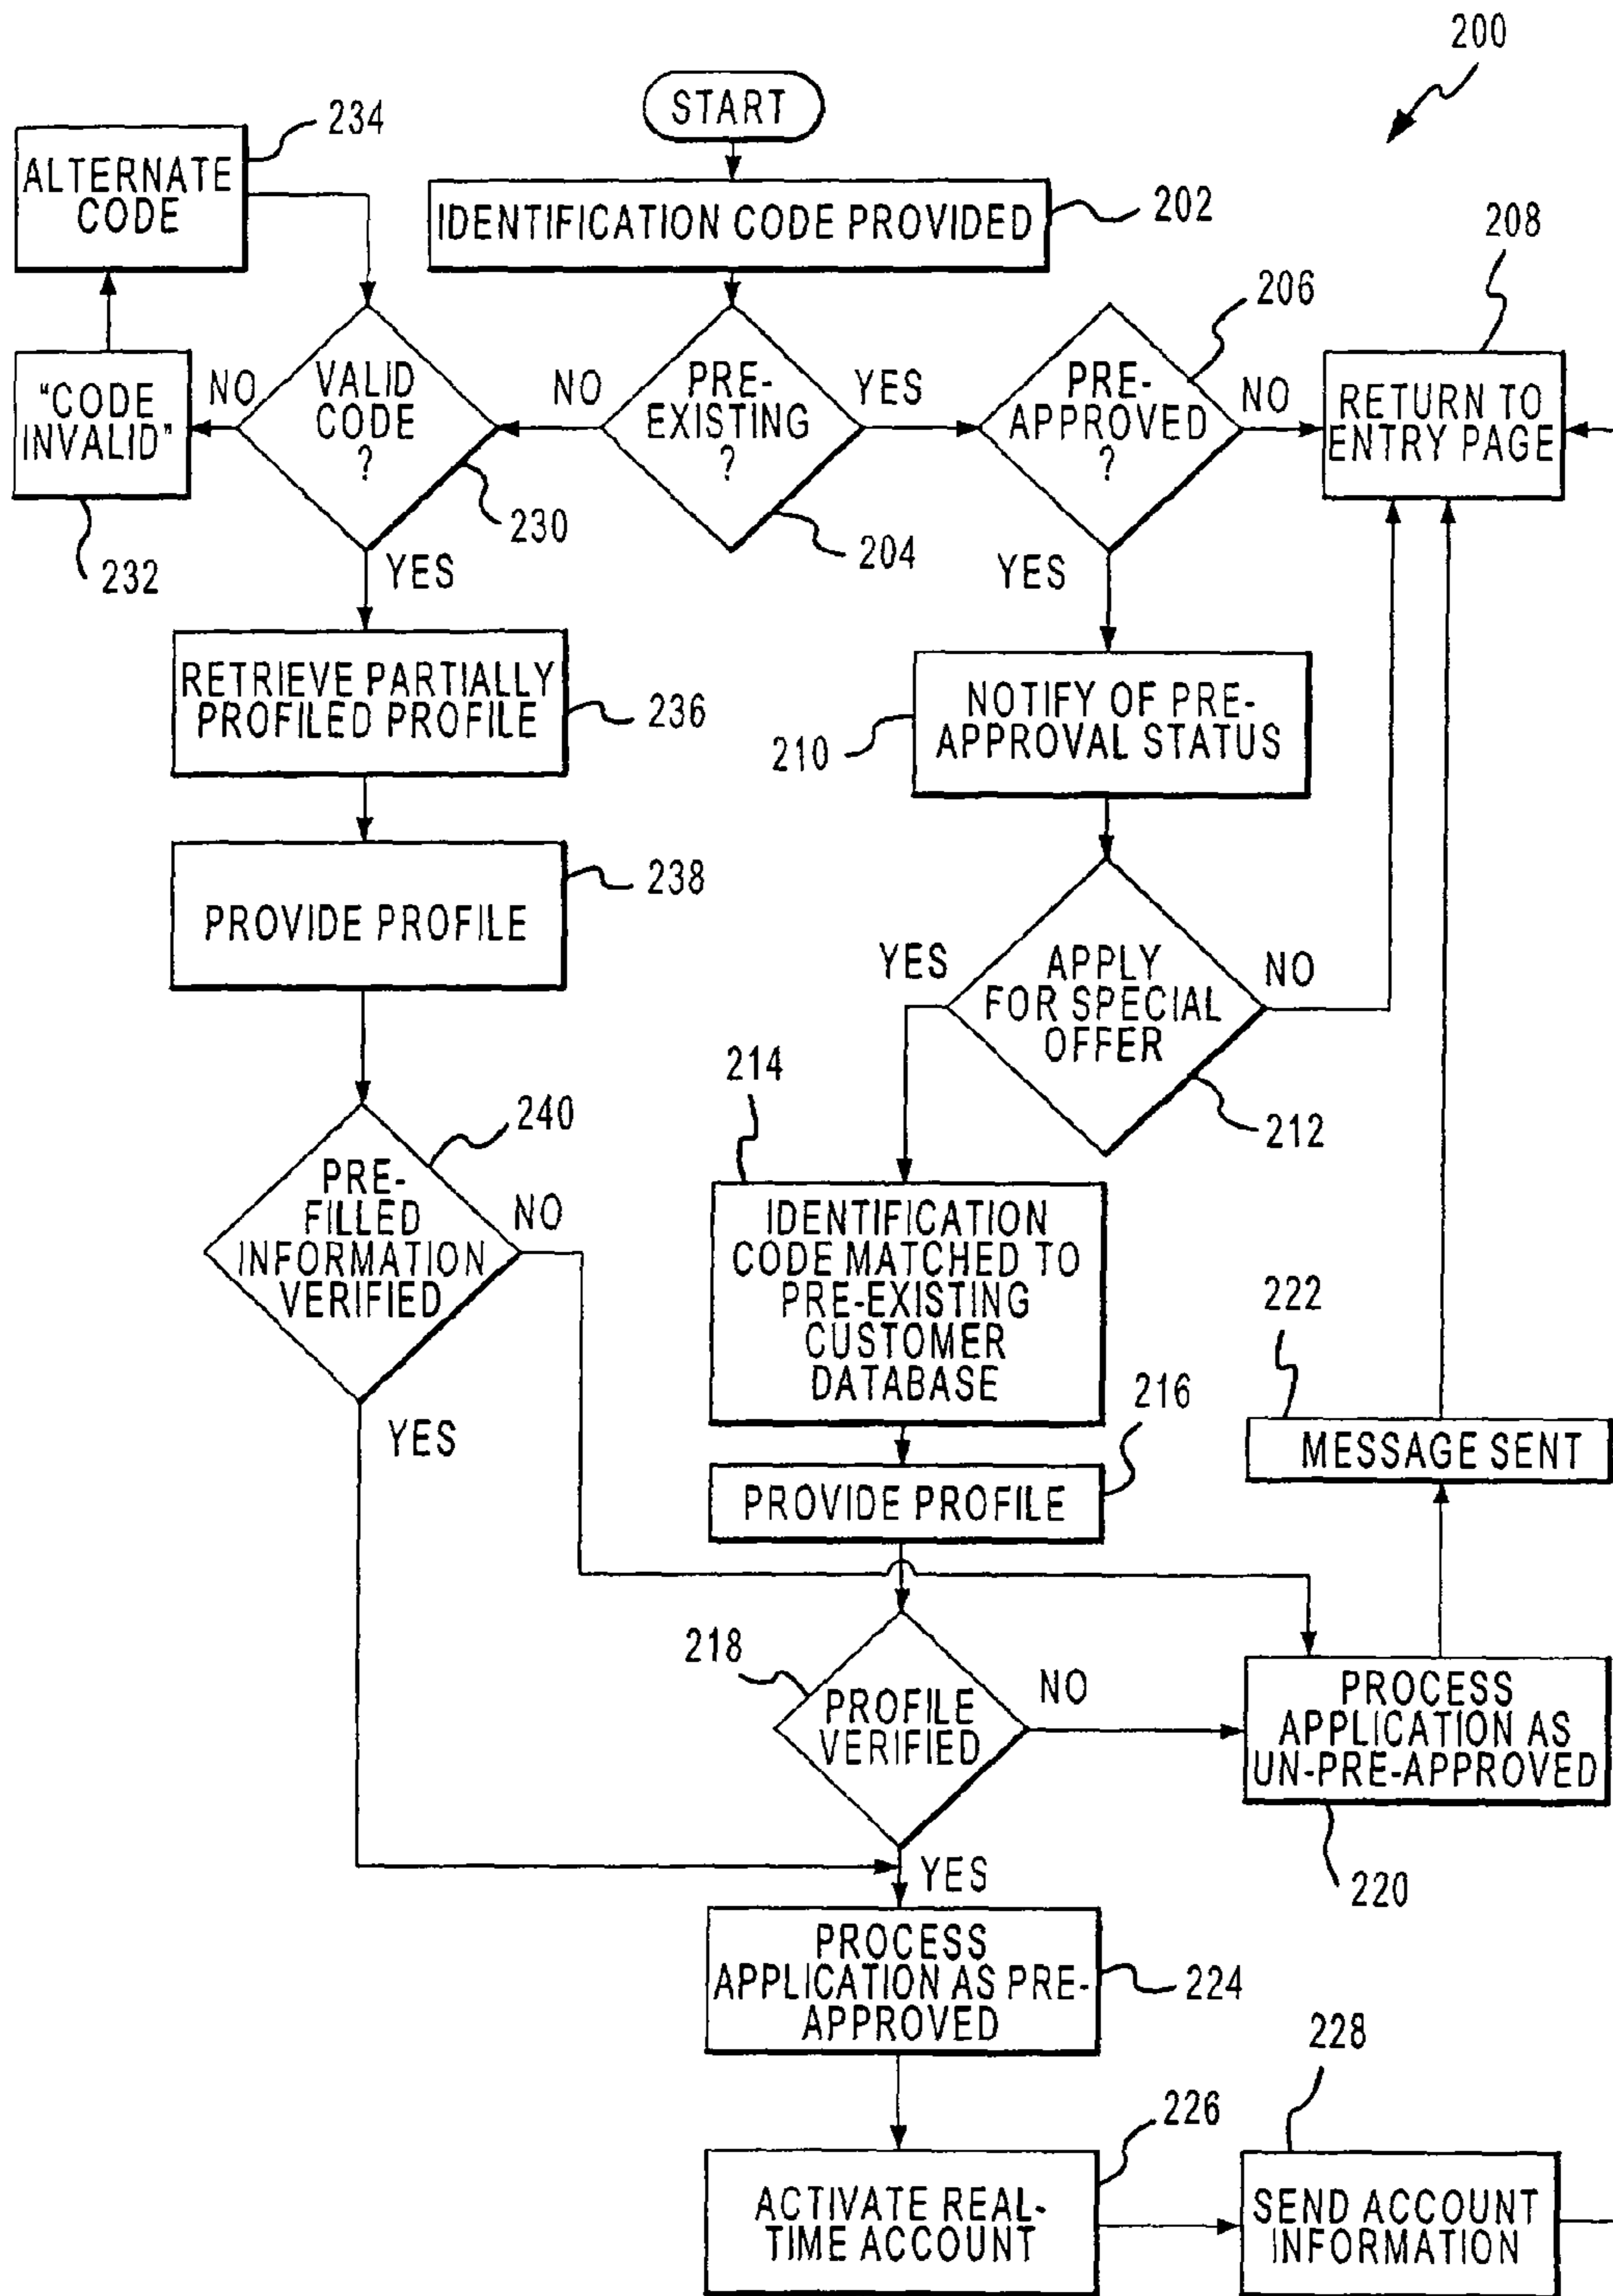 200
START
234
ALTERNATE
CODE
IDENTIFICATION CODE PROVIDED
202
208
206
"CODE
INVALID"
NO
VALID
CODE
?
NO
PRE-
EXISTING
?
YES
PRE-
APPROVED
?
NO
RETURN TO
ENTRY PAGE
230
204
232
YES
YES
RETRIEVE PARTIALLY
PROFILED PROFILE
236
NOTIFY OF PRE-
APPROVAL STATUS
210
PROVIDE PROFILE
238
YES
APPLY
FOR SPECIAL
OFFER
NO
212
214
240
PRE-
FILLED
INFORMATION
VERIFIED
NO
IDENTIFICATION
CODE MATCHED TO
PRE-EXISTING
CUSTOMER
DATABASE
222
216
YES
MESSAGE SENT
PROVIDE PROFILE
218
PROFILE
VERIFIED
NO
PROCESS
APPLICATION AS
UN-PRE-APPROVED
220
YES
PROCESS
APPLICATION AS PRE-
APPROVED
224
228
226
ACTIVATE REAL-
TIME ACCOUNT
SEND ACCOUNT
INFORMATION